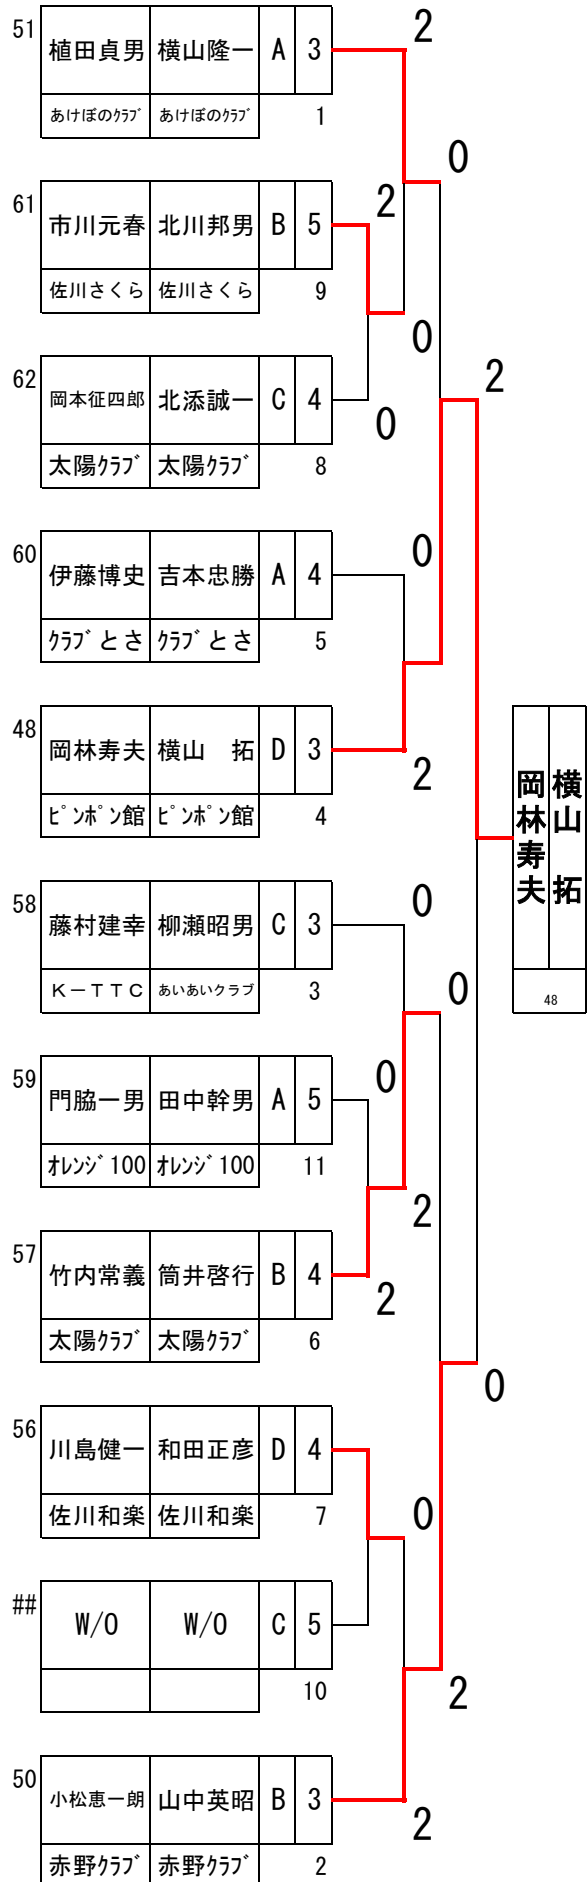 51 植田貞男 横山隆一 A 3 2
あけぼのｸﾗﾌﾞ あけぼのｸﾗﾌﾞ 1
0
61 市川元春 北川邦男 B 5 2
佐川さくら 佐川さくら 9
0
62 岡本征四郎 北添誠一 C 4 0
2
太陽ｸﾗﾌﾞ 太陽ｸﾗﾌﾞ 8
0
60 伊藤博史 吉本忠勝 A 4
ｸﾗﾌﾞとさ ｸﾗﾌﾞとさ 5
48 岡林寿夫 横山　拓 D 3 2
ﾋﾟﾝﾎﾟﾝ館 ﾋﾟﾝﾎﾟﾝ館 4
岡林寿夫 横山　拓
48
58 藤村建幸 柳瀬昭男 C 3 0
K－TTC あいあいクラブ 3
0
59 門脇一男 田中幹男 A 5 0
ｵﾚﾝｼﾞ100 ｵﾚﾝｼﾞ100 11
2
57 竹内常義 筒井啓行 B 4 2
太陽ｸﾗﾌﾞ 太陽ｸﾗﾌﾞ 6
0
56 川島健一 和田正彦 D 4
佐川和楽 佐川和楽 7 0
## W/O W/O C 5
10
2
50 小松恵一朗 山中英昭 B 3 2
赤野ｸﾗﾌﾞ 赤野ｸﾗﾌﾞ 2